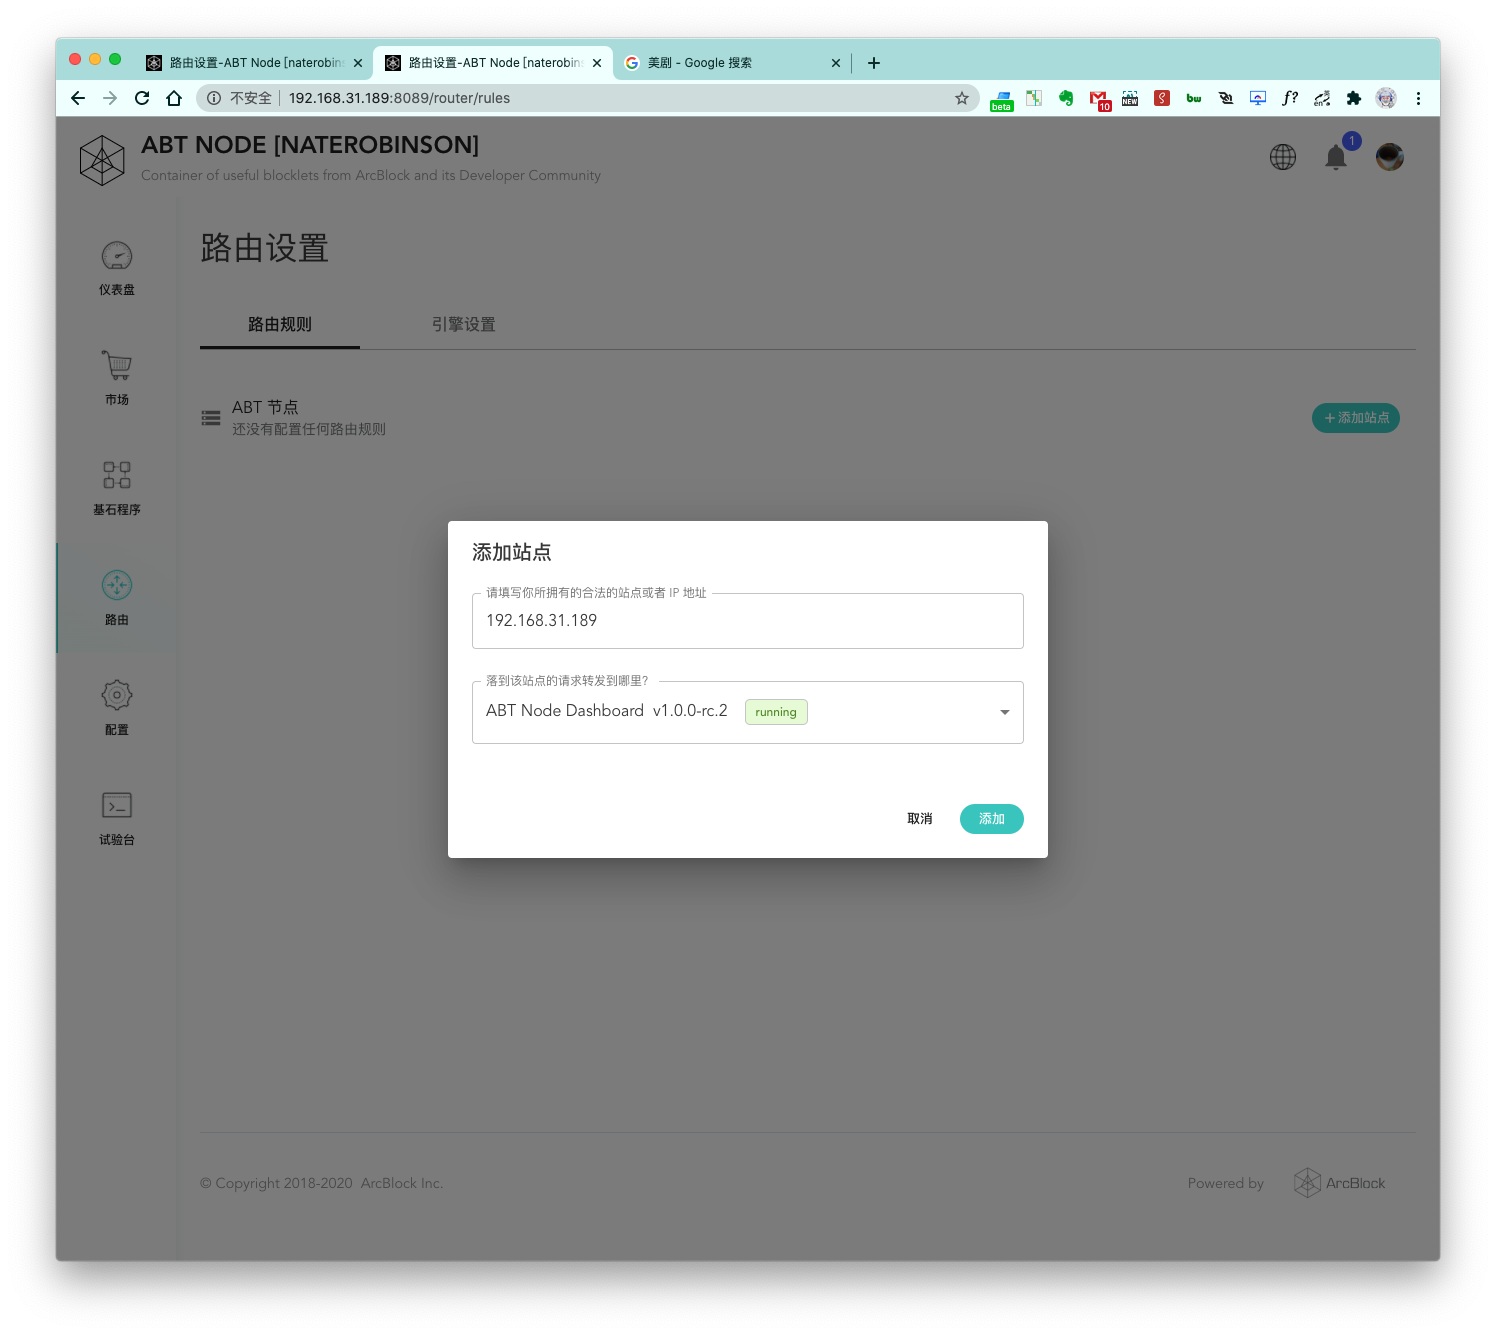 路由设置-ABT Node [naterobins
路由设置-ABT Node [naterobins
美剧 - Google 搜索
不安全 192.168.31.189:8089/router/rules
beta
10
NEW
bw
f?
en 英
ABT NODE [NATEROBINSON]
Container of useful blocklets from ArcBlock and its Developer Community
1
仪表盘
市场
基石程序
路由
配置
试验台
路由设置
路由规则
引擎设置
ABT 节点
还没有配置任何路由规则
+ 添加站点
添加站点
请填写你所拥有的合法的站点或者 IP 地址
192.168.31.189
落到该站点的请求转发到哪里?
ABT Node Dashboard v1.0.0-rc.2 running
取消
添加
© Copyright 2018-2020 ArcBlock Inc.
Powered by ArcBlock